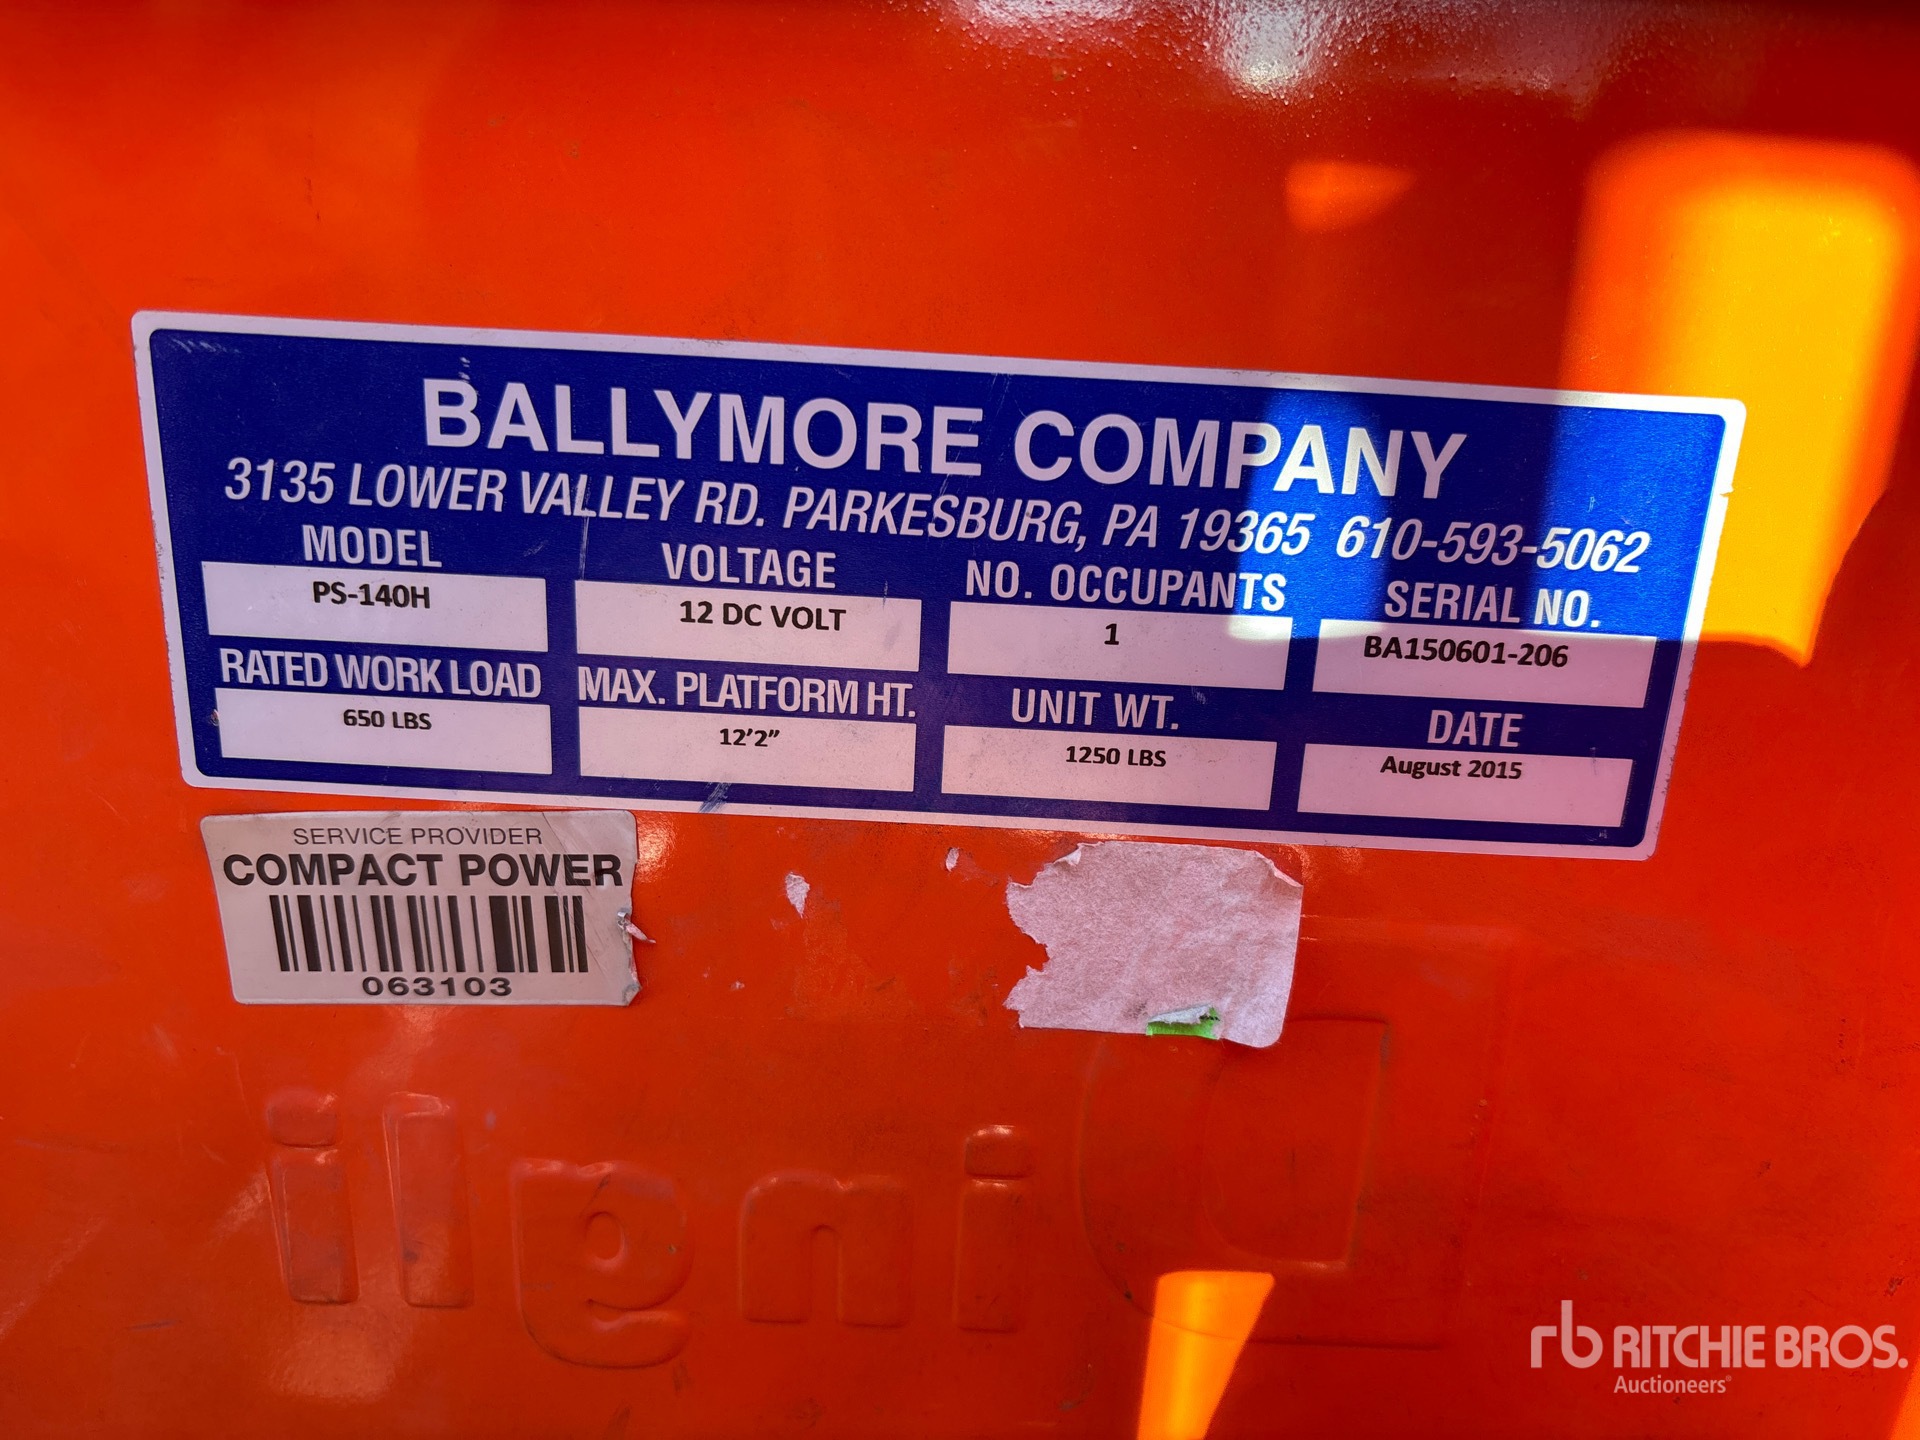 BALLYMORE COMPANY
3135 LOWER VALLEY RD. PARKESBURG, PA 19365 610-593-5062
MODEL VOLTAGE NO. OCCUPANTS SERIAL NO.
PS-140H 12 DC VOLT 1 BA150601-206
RATED WORK LOAD MAX. PLATFORM HT. UNIT WT. DATE
650 LBS 12'2" 1250 LBS August 2015
SERVICE PROVIDER
COMPACT POWER
063103
rb RITCHIE BROS.
Auctioneers